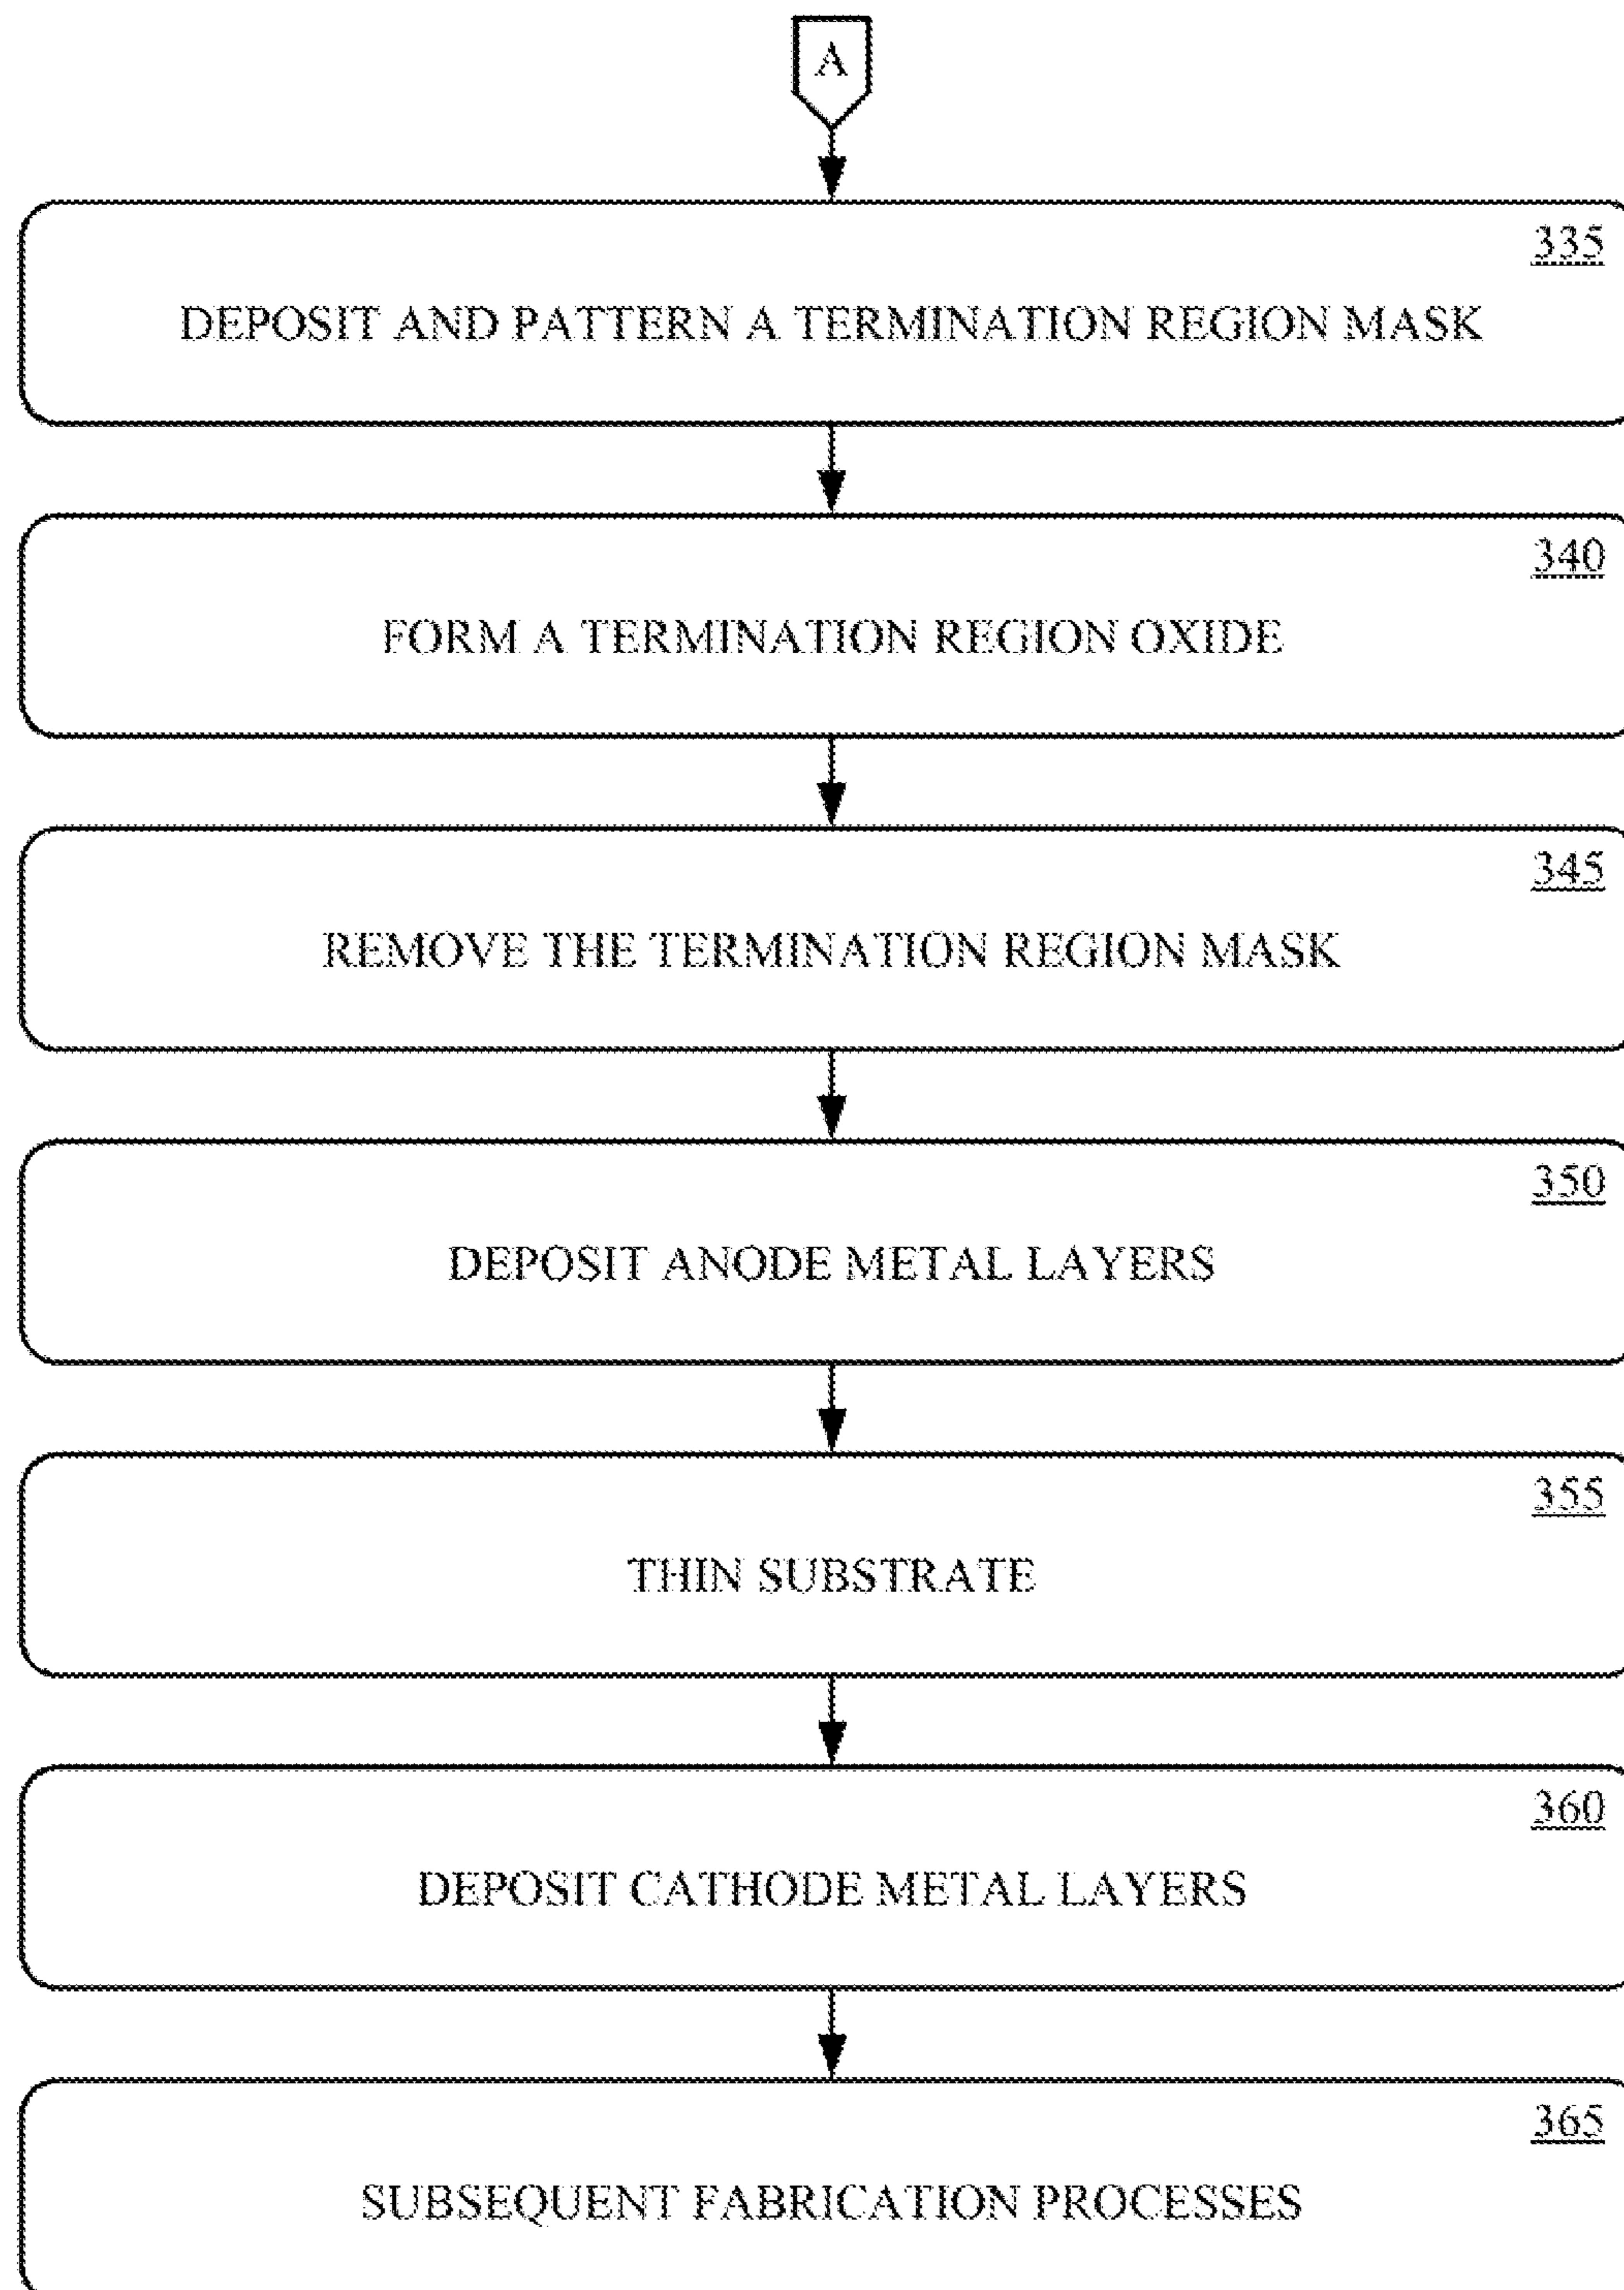 A
335
DEPOSIT AND PATTERN A TERMINATION REGION MASK
340
FORM A TERMINATION REGION OXIDE
345
REMOVE THE TERMINATION REGION MASK
350
DEPOSIT ANODE METAL LAYERS
355
THIN SUBSTRATE
360
DEPOSIT CATHODE METAL LAYERS
365
SUBSEQUENT FABRICATION PROCESSES